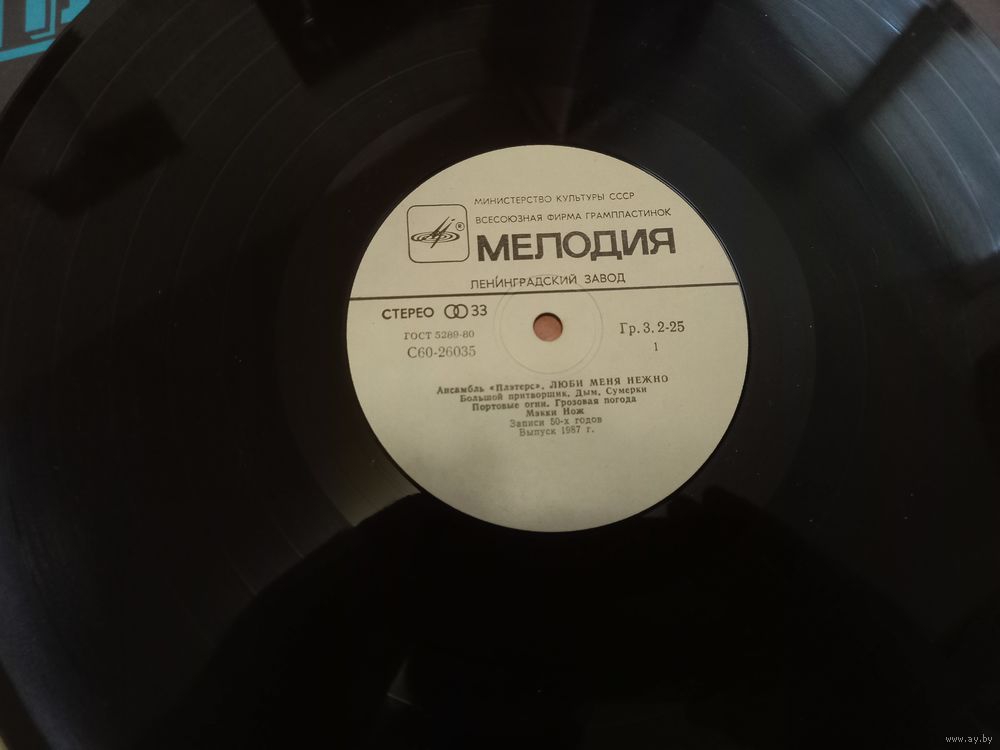 МИНИСТЕРСТВО КУЛЬТУРЫ СССР
ВСЕСОЮЗНАЯ ФИРМА ГРАМПЛАСТИНОК
® МЕЛОДИЯ
ЛЕНИНГРАДСКИЙ ЗАВОД
СТЕРЕО 33
ГОСТ 5289-80
С60-26035
Гр. 3. 2-25
1
Ансамбль «Плэтерс». ЛЮБИ МЕНЯ НЕЖНО
Большой притворщик, Дым, Сумерки
Портовые огни, Грозовая погода
Мэкки Нож
Записи 50-х годов
Выпуск 1987 г.
www.ay.by